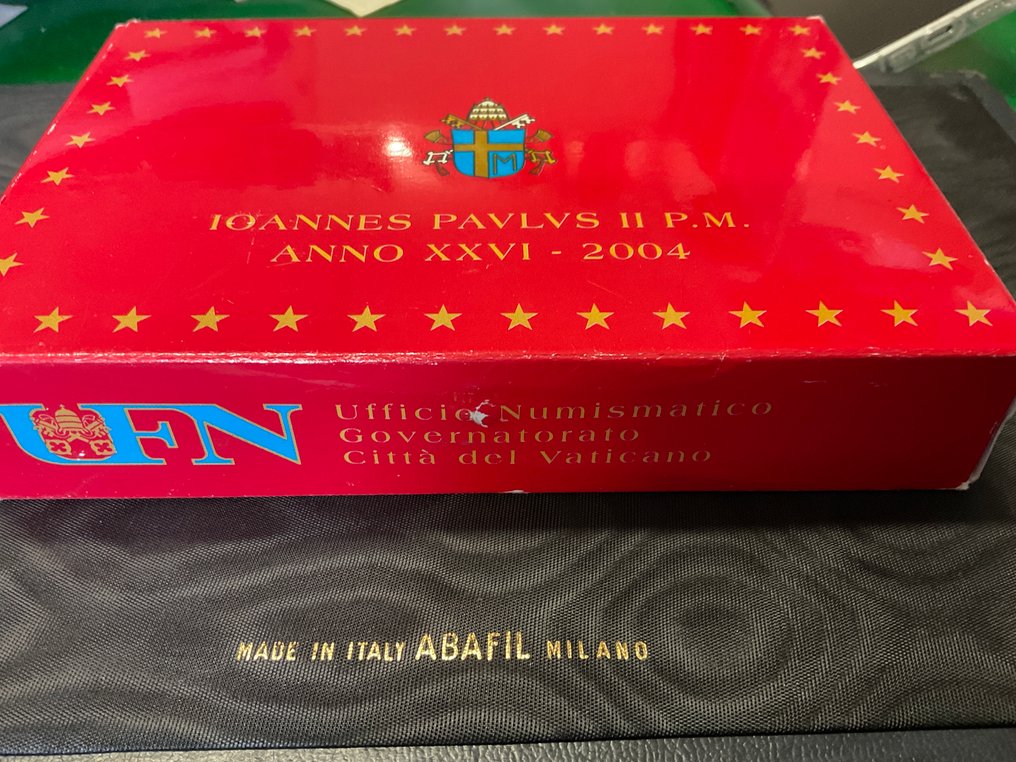 M
IOANNES PAVLVS II P.M.
ANNO XXVI - 2004
UFN
Ufficio Numismatico
Governatorato
Città del Vaticano
MADE IN ITALY ABAFIL MILANO